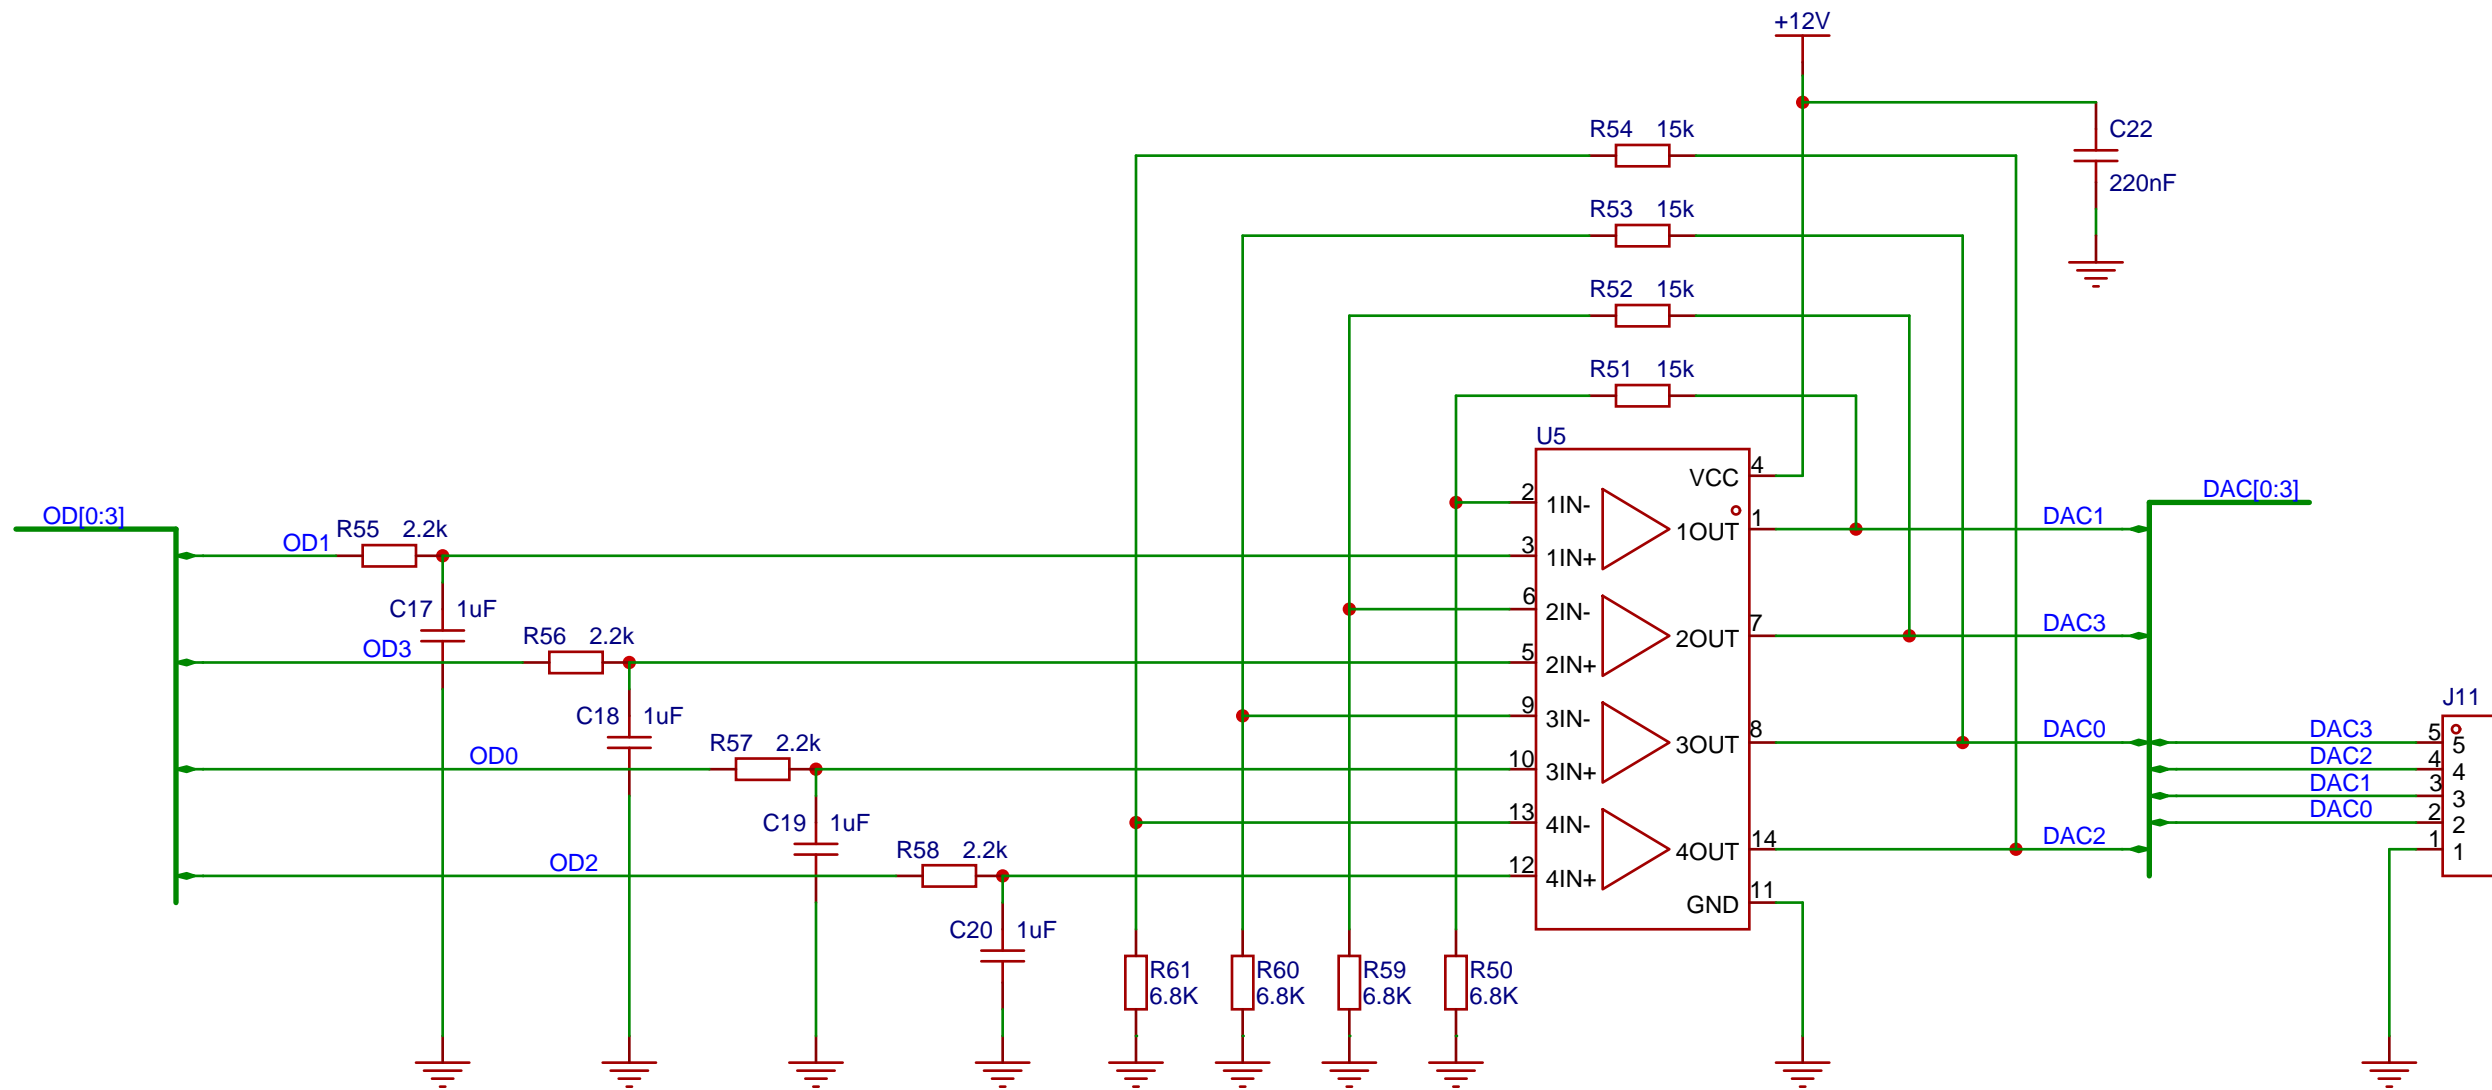 +12V
R54 15k
C22
220nF
R53 15k
R52 15k
R51 15k
U5
VCC 4
2 1IN-
1OUT 1
3 1IN+
6 2IN-
2OUT 7
5 2IN+
9 3IN-
3OUT 8
10 3IN+
13 4IN-
4OUT 14
12 4IN+
GND 11
OD[0:3]
OD1 R55 2.2k
C17 1uF
OD3 R56 2.2k
C18 1uF
OD0 R57 2.2k
C19 1uF
OD2 R58 2.2k
C20 1uF
R61
6.8K
R60
6.8K
R59
6.8K
R50
6.8K
DAC[0:3]
DAC1
DAC3
DAC0
DAC2
J11
DAC3 5 5
DAC2 4 4
DAC1 3 3
DAC0 2 2
1 1